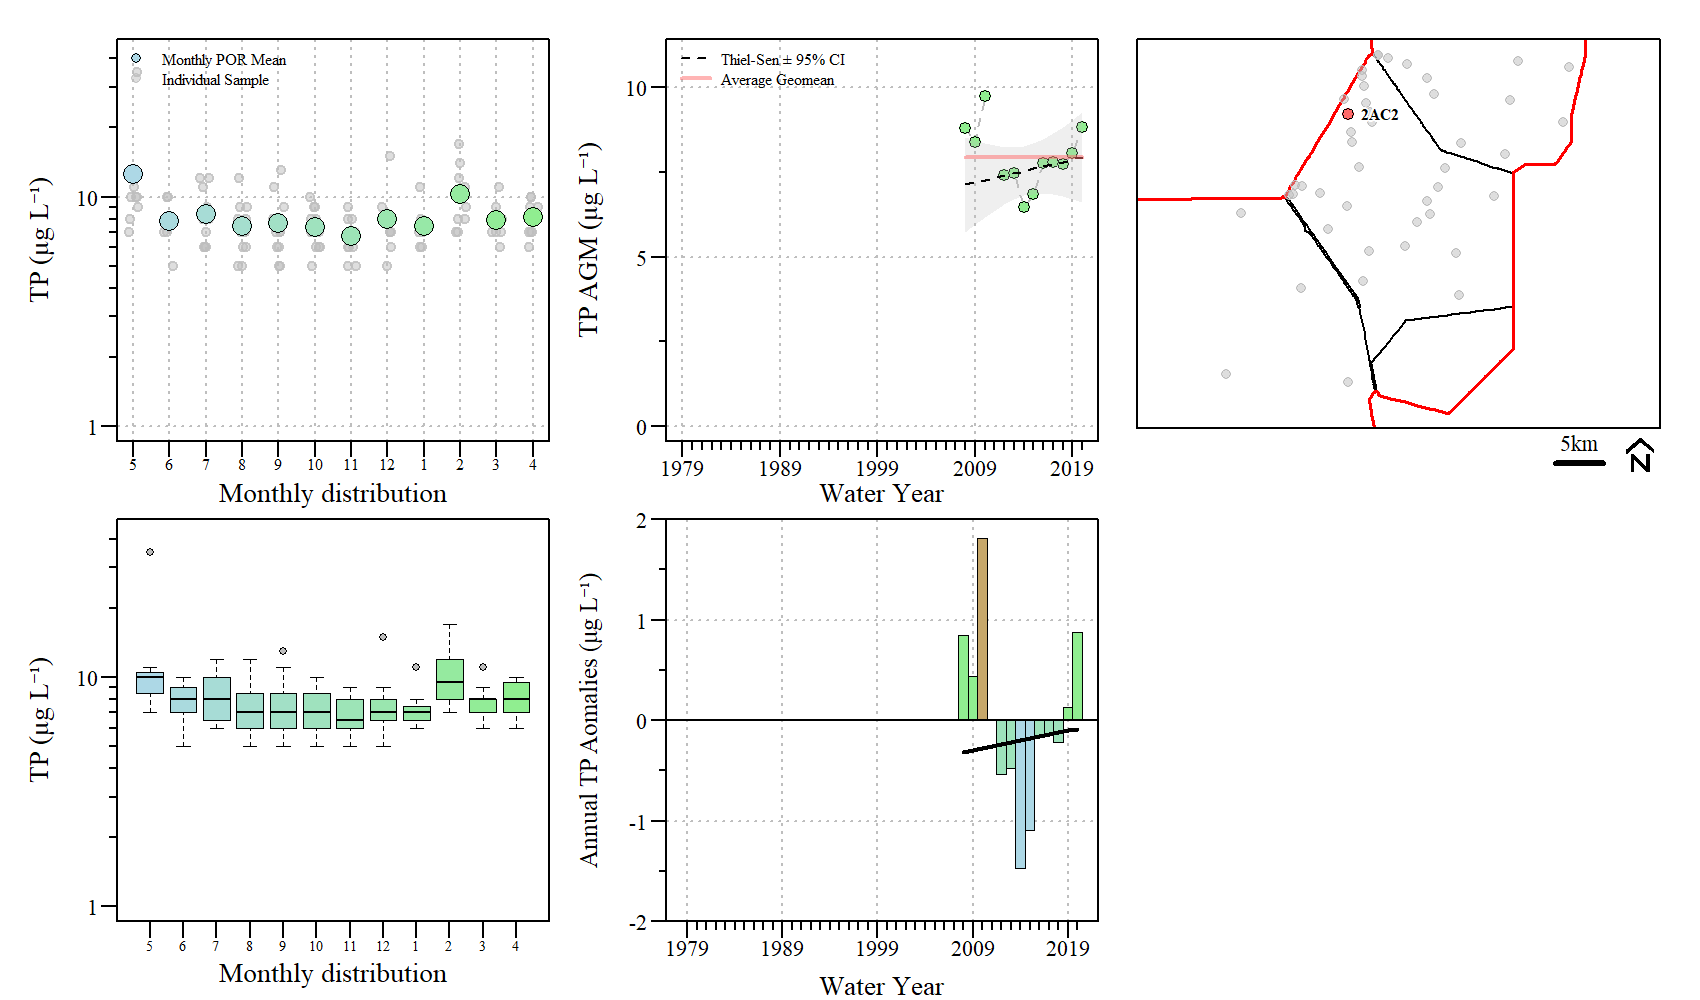 Monthly POR Mean
Individual Sample
10
1
TP (µg L⁻¹)
5 6 7 8 9 10 11 12 1 2 3 4
Monthly distribution
Thiel-Sen ± 95% CI
Average Geomean
10
5
0
TP AGM (µg L⁻¹)
1979 1989 1999 2009 2019
Water Year
2AC2
5km
N
10
1
TP (µg L⁻¹)
5 6 7 8 9 10 11 12 1 2 3 4
Monthly distribution
2
1
0
-1
-2
Annual TP Aomalies (µg L⁻¹)
1979 1989 1999 2009 2019
Water Year